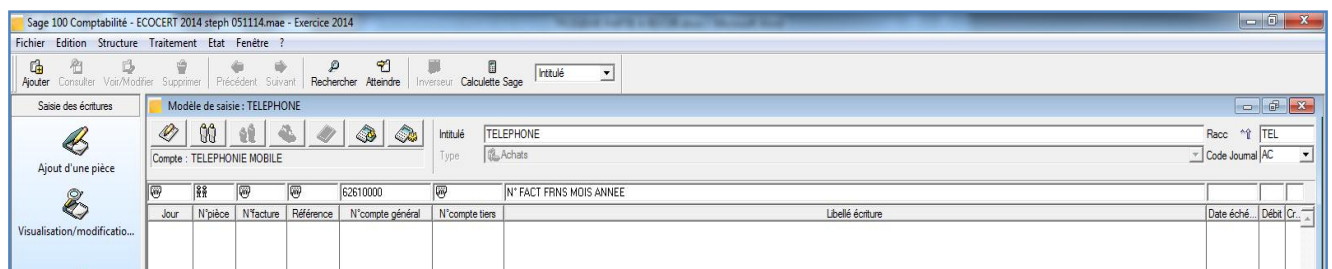 Sage 100 Comptabilité - ECOCERT 2014 steph 051114.mae - Exercice 2014
Fichier Edition Structure Traitement Etat Fenêtre ?
Ajouter Consulter Voir/Modifier Supprimer Précédent Suivant Rechercher Atteindre Inverseur Calculette Sage Intitulé
Saisie des écritures
Modèle de saisie : TELEPHONE
Intitulé TELEPHONE Racc TEL
Compte : TELEPHONIE MOBILE Type Achats Code Journal AC
Ajout d'une pièce
62610000 N° FACT FRNS MOIS ANNEE
Jour N°pièce N°facture Référence N°compte général N°compte tiers Libellé écriture Date éché... Débit Cr...
Visualisation/modificatio...